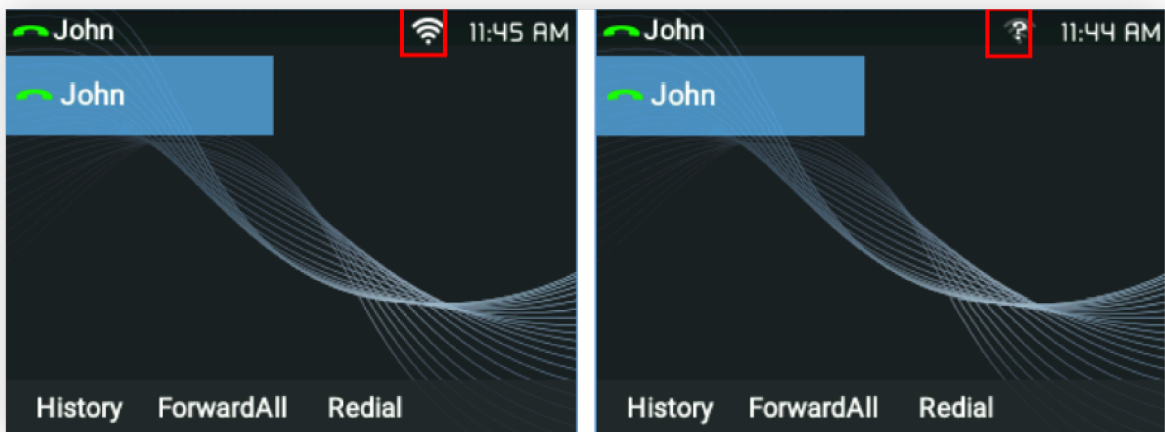 John 11:45 AM
John
History ForwardAll Redial
John ? 11:44 AM
John
History ForwardAll Redial